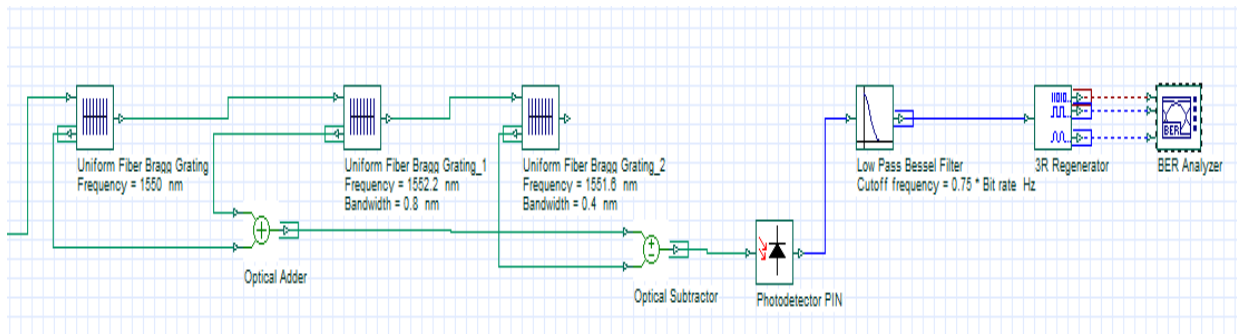 Uniform Fiber Bragg Grating
Frequency = 1550 nm
Uniform Fiber Bragg Grating_1
Frequency = 1552.2 nm
Bandwidth = 0.8 nm
Uniform Fiber Bragg Grating_2
Frequency = 1551.6 nm
Bandwidth = 0.4 nm
Low Pass Bessel Filter
Cutoff frequency = 0.75 * Bit rate Hz
3R Regenerator
BER
BER Analyzer
Optical Adder
Optical Subtractor
Photodetector PIN